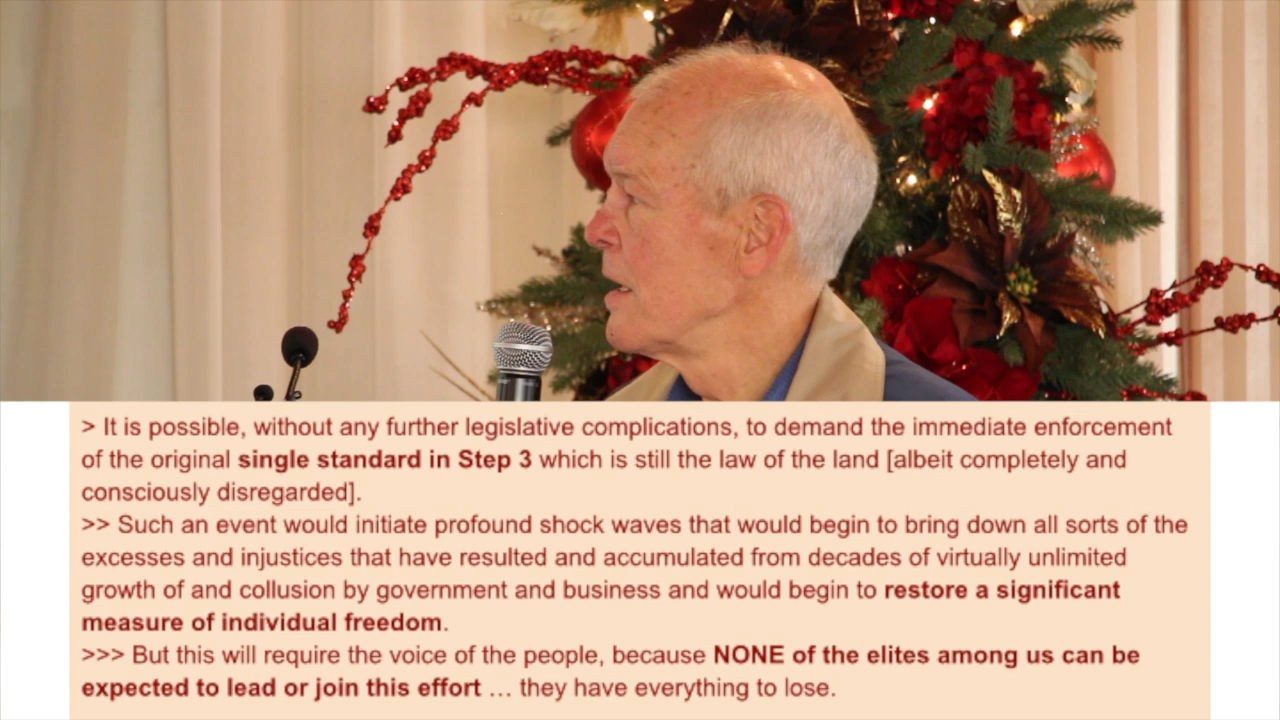 > It is possible, without any further legislative complications, to demand the immediate enforcement
of the original single standard in Step 3 which is still the law of the land [albeit completely and
consciously disregarded].
>> Such an event would initiate profound shock waves that would begin to bring down all sorts of the
excesses and injustices that have resulted and accumulated from decades of virtually unlimited
growth of and collusion by government and business and would begin to restore a significant
measure of individual freedom.
>>> But this will require the voice of the people, because NONE of the elites among us can be
expected to lead or join this effort … they have everything to lose.